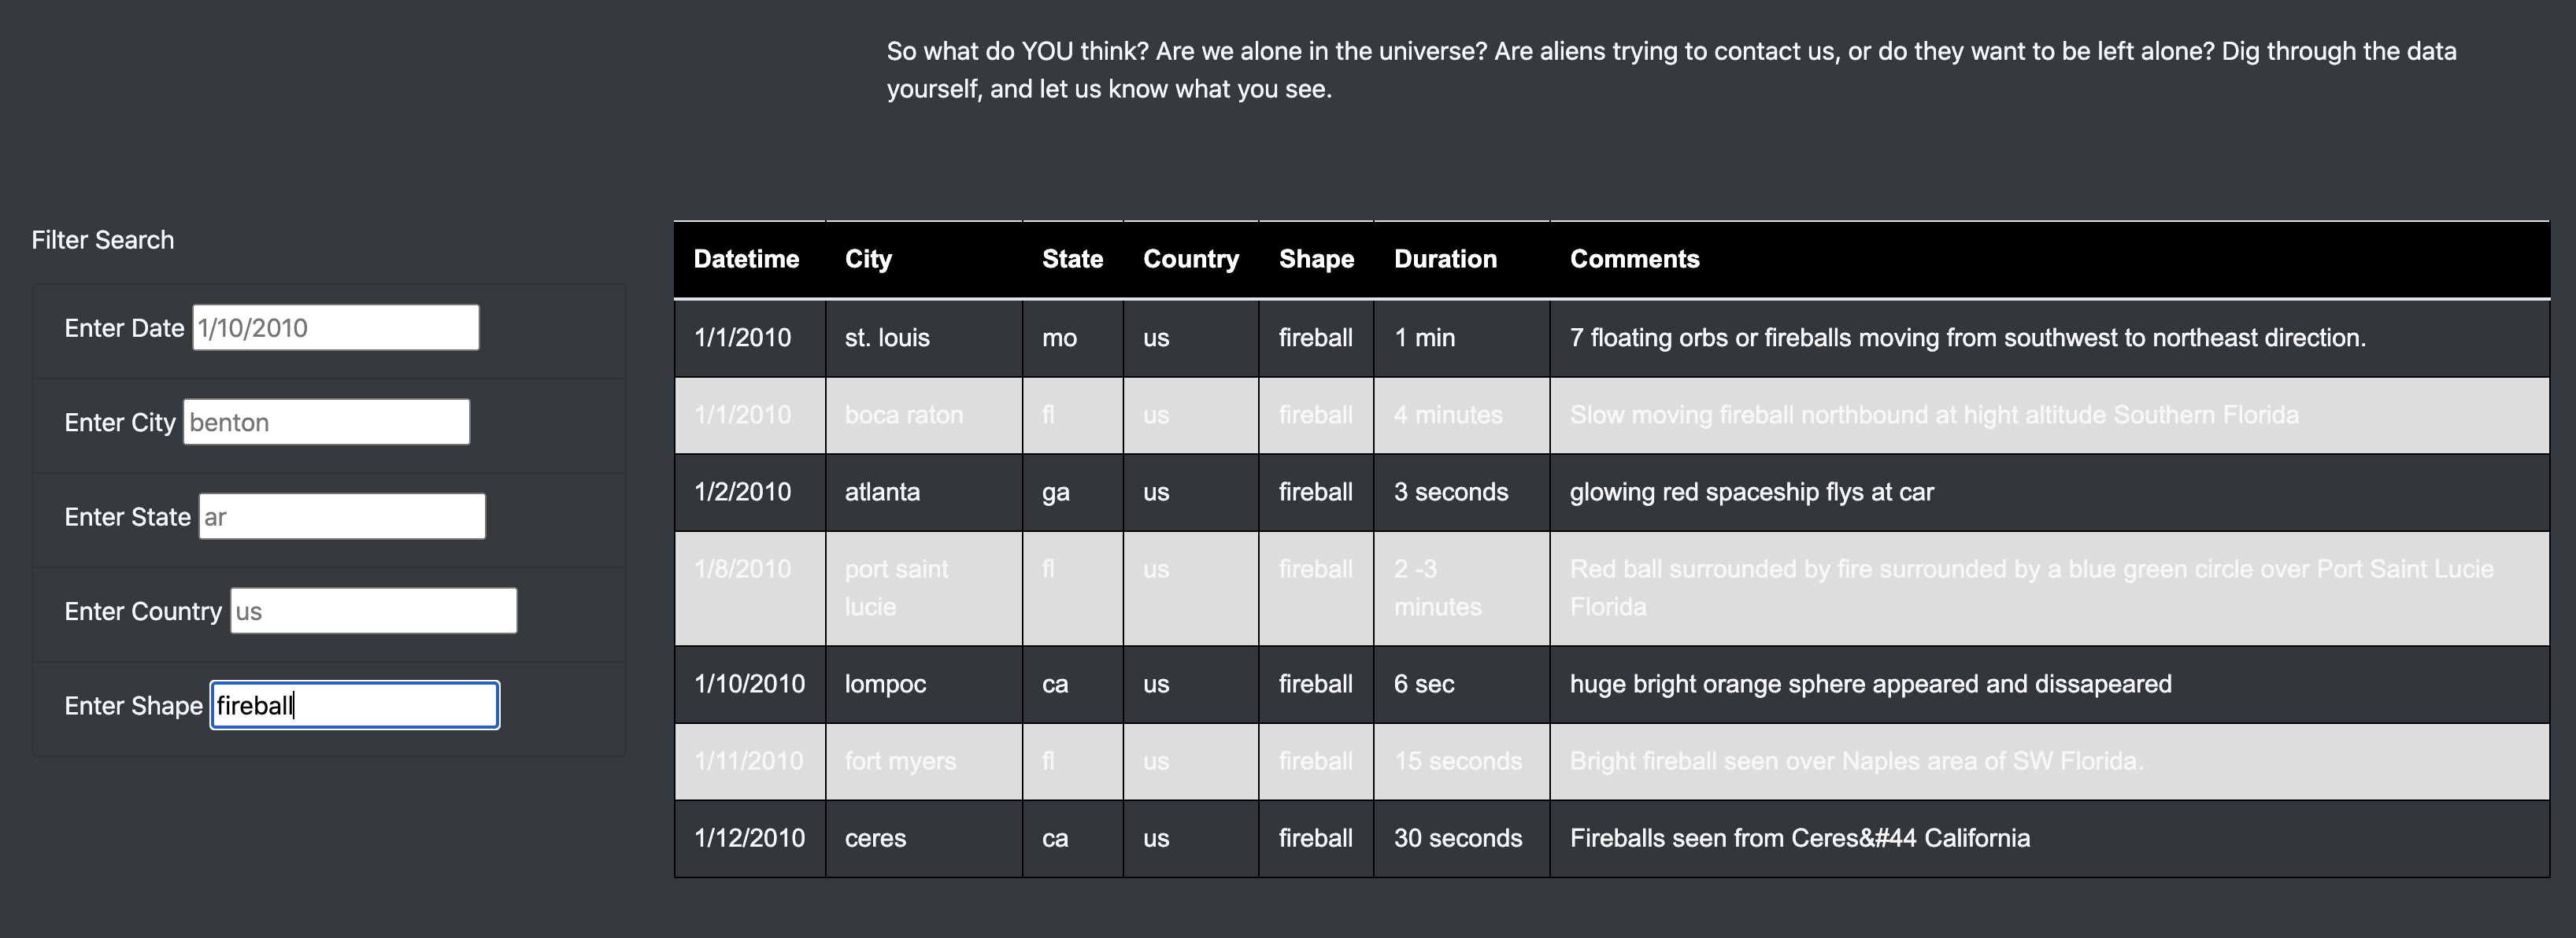 So what do YOU think? Are we alone in the universe? Are aliens trying to contact us, or do they want to be left alone? Dig through the data
yourself, and let us know what you see.
Filter Search
Enter Date 1/10/2010
Enter City benton
Enter State ar
Enter Country us
Enter Shape fireball
Datetime City State Country Shape Duration Comments
1/1/2010 st. louis mo us fireball 1 min 7 floating orbs or fireballs moving from southwest to northeast direction.
1/1/2010 boca raton fl us fireball 4 minutes Slow moving fireball northbound at hight altitude Southern Florida
1/2/2010 atlanta ga us fireball 3 seconds glowing red spaceship flys at car
1/8/2010 port saint fl us fireball 2 -3 Red ball surrounded by fire surrounded by a blue green circle over Port Saint Lucie
lucie minutes Florida
1/10/2010 lompoc ca us fireball 6 sec huge bright orange sphere appeared and dissapeared
1/11/2010 fort myers fl us fireball 15 seconds Bright fireball seen over Naples area of SW Florida.
1/12/2010 ceres ca us fireball 30 seconds Fireballs seen from Ceres&#44 California